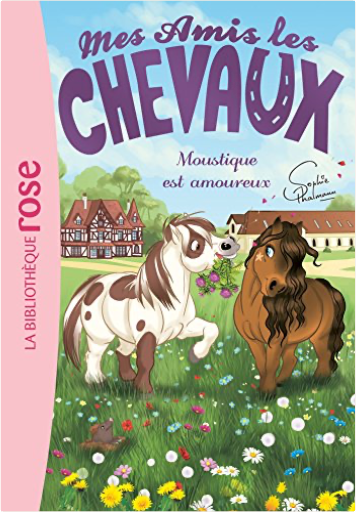 Mes Amis les
CHEVAUX
Moustique
est amoureux
Sophie
Thalmann
LA BIBLIOTHÈQUE rose